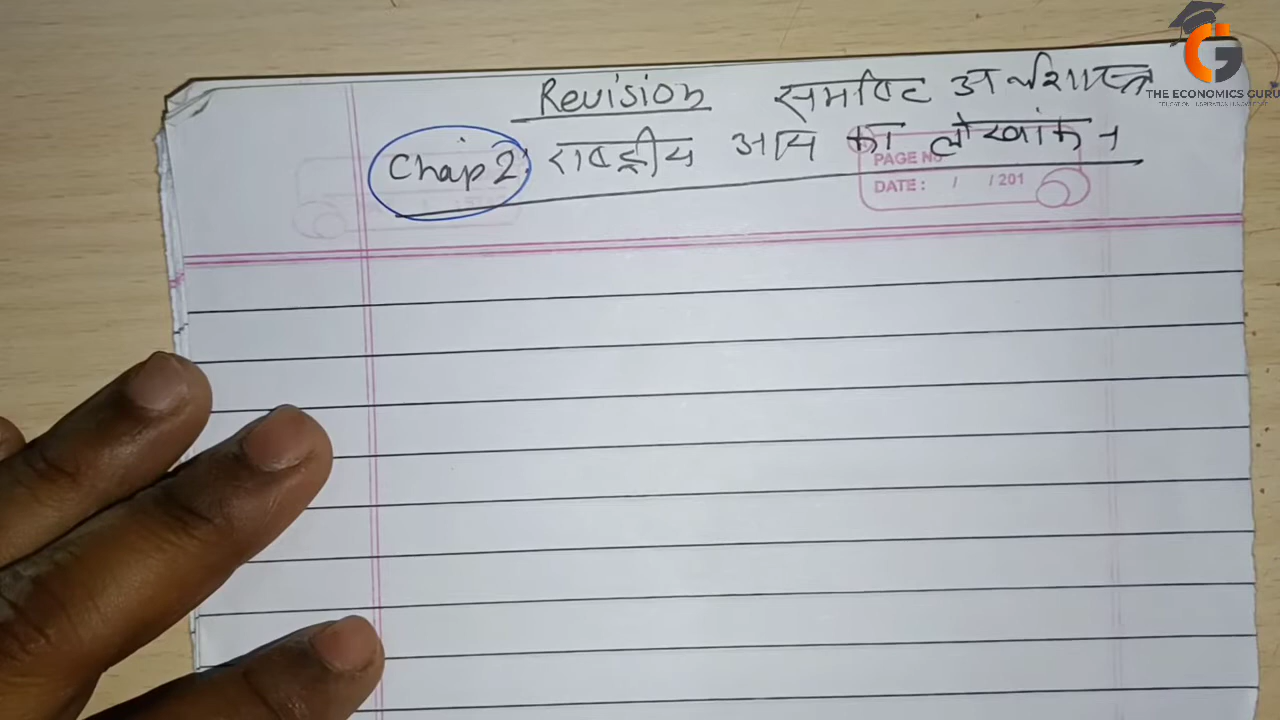 Revision समष्टि अर्थशास्त्र
Chap 2: राष्ट्रीय आय का लेखांकन
PAGE No
DATE : / / 201
THE ECONOMICS GURU